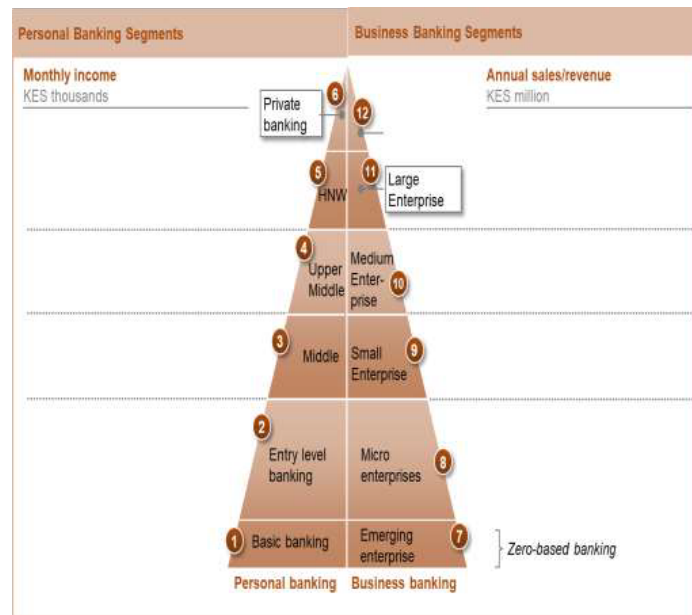 Personal Banking Segments
Business Banking Segments
Monthly income
KES thousands
Annual sales/revenue
KES million
6
Private
banking
12
5
HNW
11
Large
Enterprise
4
Upper
Middle
Medium
Enter-
prise
10
3
Middle
Small
Enterprise
9
2
Entry level
banking
Micro
enterprises
8
1
Basic banking
Emerging
enterprise
7
Zero-based banking
Personal banking
Business banking